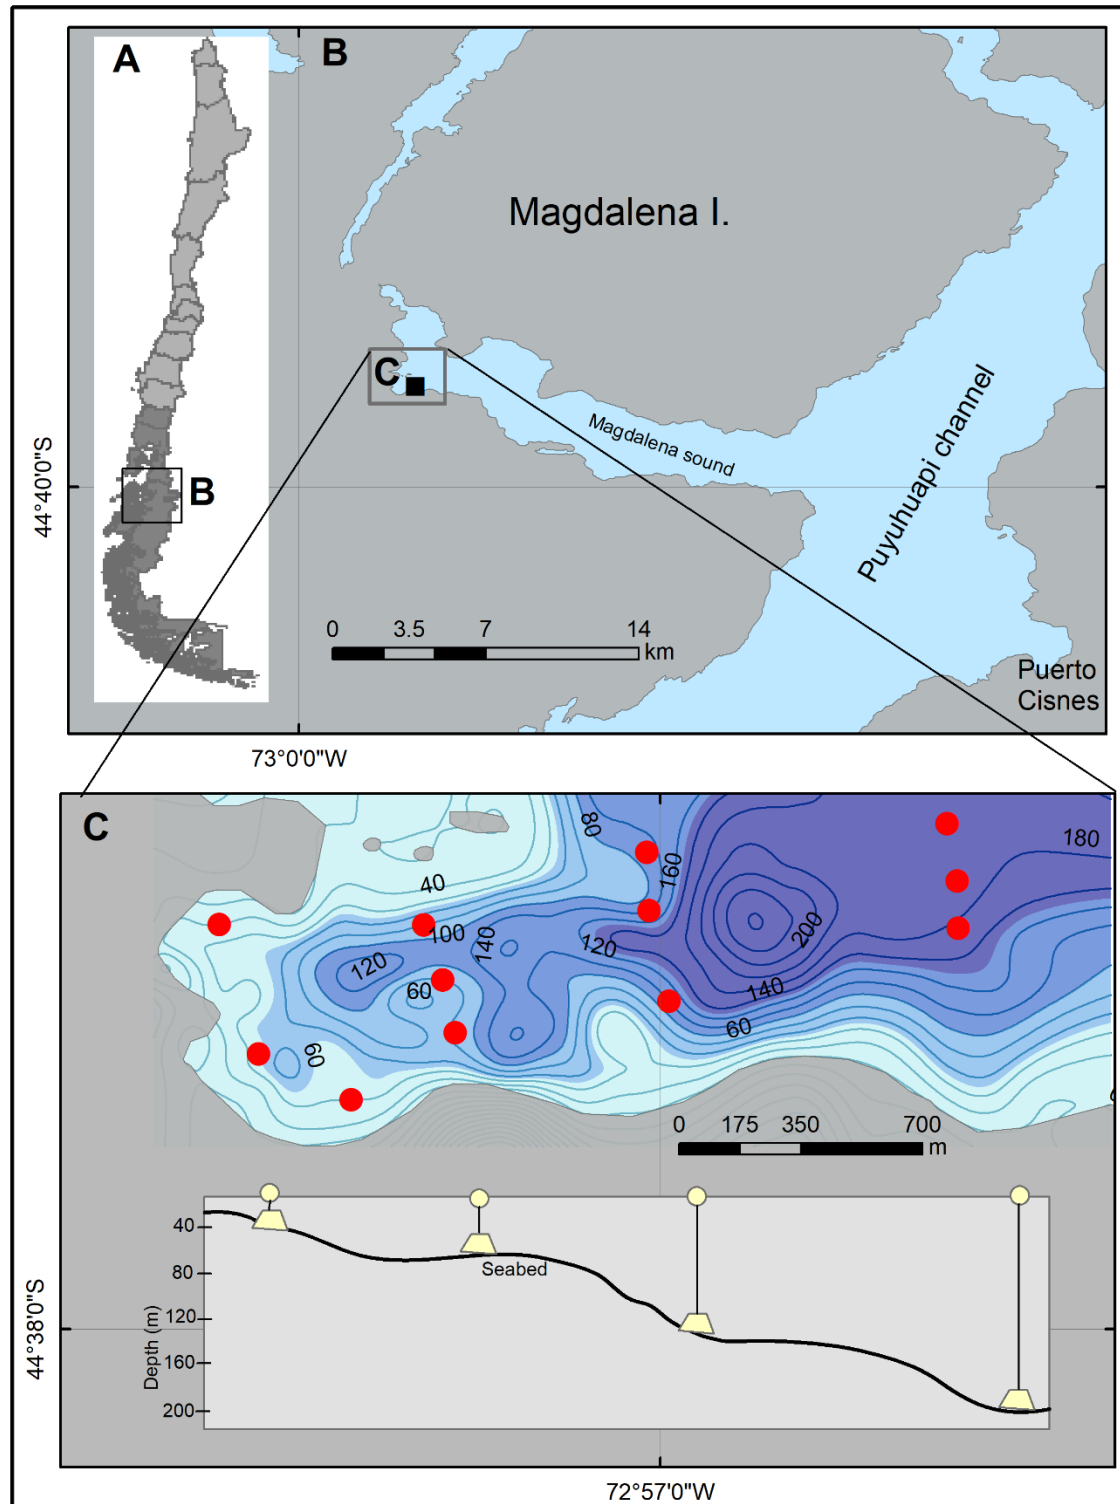 A
B
Magdalena I.
C
Magdalena sound
B
Puyuhuapi channel
44°40'0"S
0 3.5 7 14
km
Puerto
Cisnes
73°0'0"W
C
80
180
160
40
100
140
200
120
120
60
140
60
60
0 175 350 700
m
40
80
120
160
200
Depth (m)
Seabed
44°38'0"S
72°57'0"W